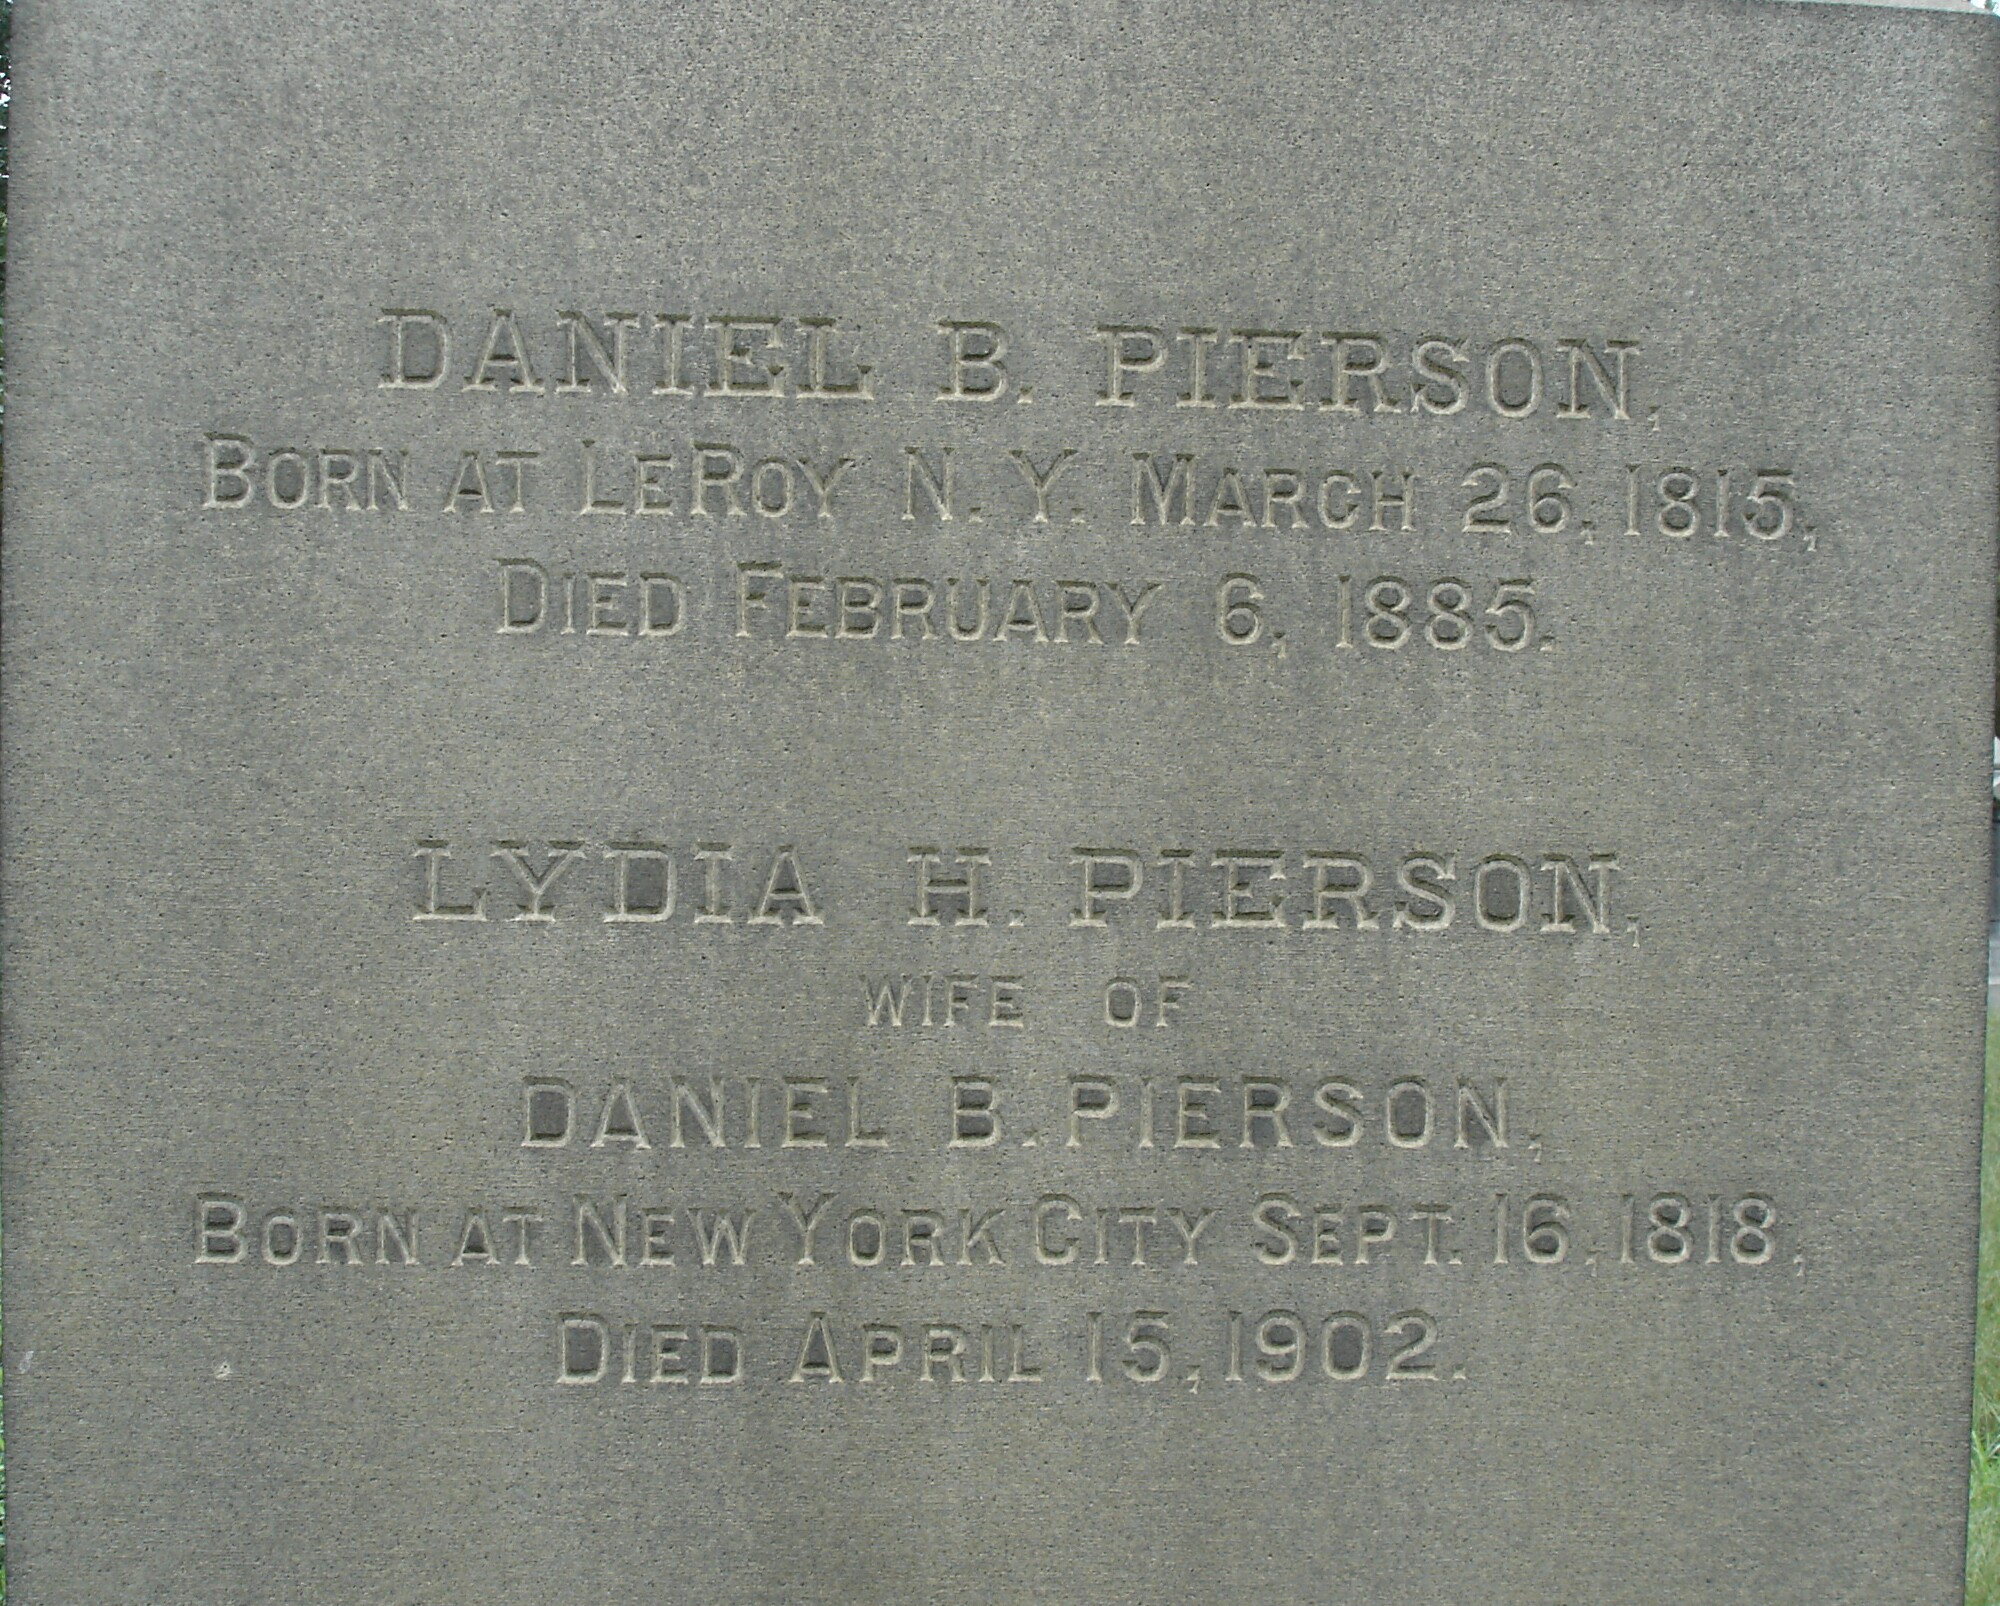 DANIEL B. PIERSON,
BORN AT LEROY N. Y. MARCH 26, 1815,
DIED FEBRUARY 6, 1885.
LYDIA H. PIERSON,
WIFE OF
DANIEL B. PIERSON,
BORN AT NEW YORK CITY SEPT. 16, 1818,
DIED APRIL 15, 1902.